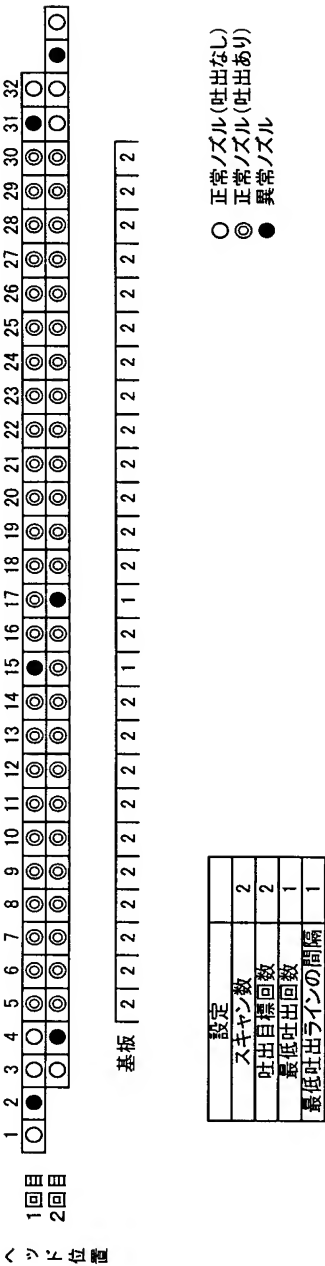 ヘッド位置
1 2 3 4 5 6 7 8 9 10 11 12 13 14 15 16 17 18 19 20 21 22 23 24 25 26 27 28 29 30 31 32
1回目 ○ ● ○ ○ ◎ ◎ ◎ ◎ ◎ ◎ ◎ ◎ ◎ ◎ ● ◎ ◎ ◎ ◎ ◎ ◎ ◎ ◎ ◎ ◎ ◎ ◎ ◎ ◎ ◎ ● ○
2回目 ○ ● ◎ ◎ ◎ ◎ ◎ ◎ ◎ ◎ ◎ ◎ ◎ ◎ ● ◎ ◎ ◎ ◎ ◎ ◎ ◎ ◎ ◎ ◎ ◎ ◎ ◎ ○ ○ ● ○
基板 2 2 2 2 2 2 2 2 2 2 1 2 1 2 2 2 2 2 2 2 2 2 2 2 2 2
設定
スキャン数 2
吐出目標回数 2
最低吐出回数 1
最低吐出ラインの間隔 1
○ 正常ノズル(吐出なし)
◎ 正常ノズル(吐出あり)
● 異常ノズル